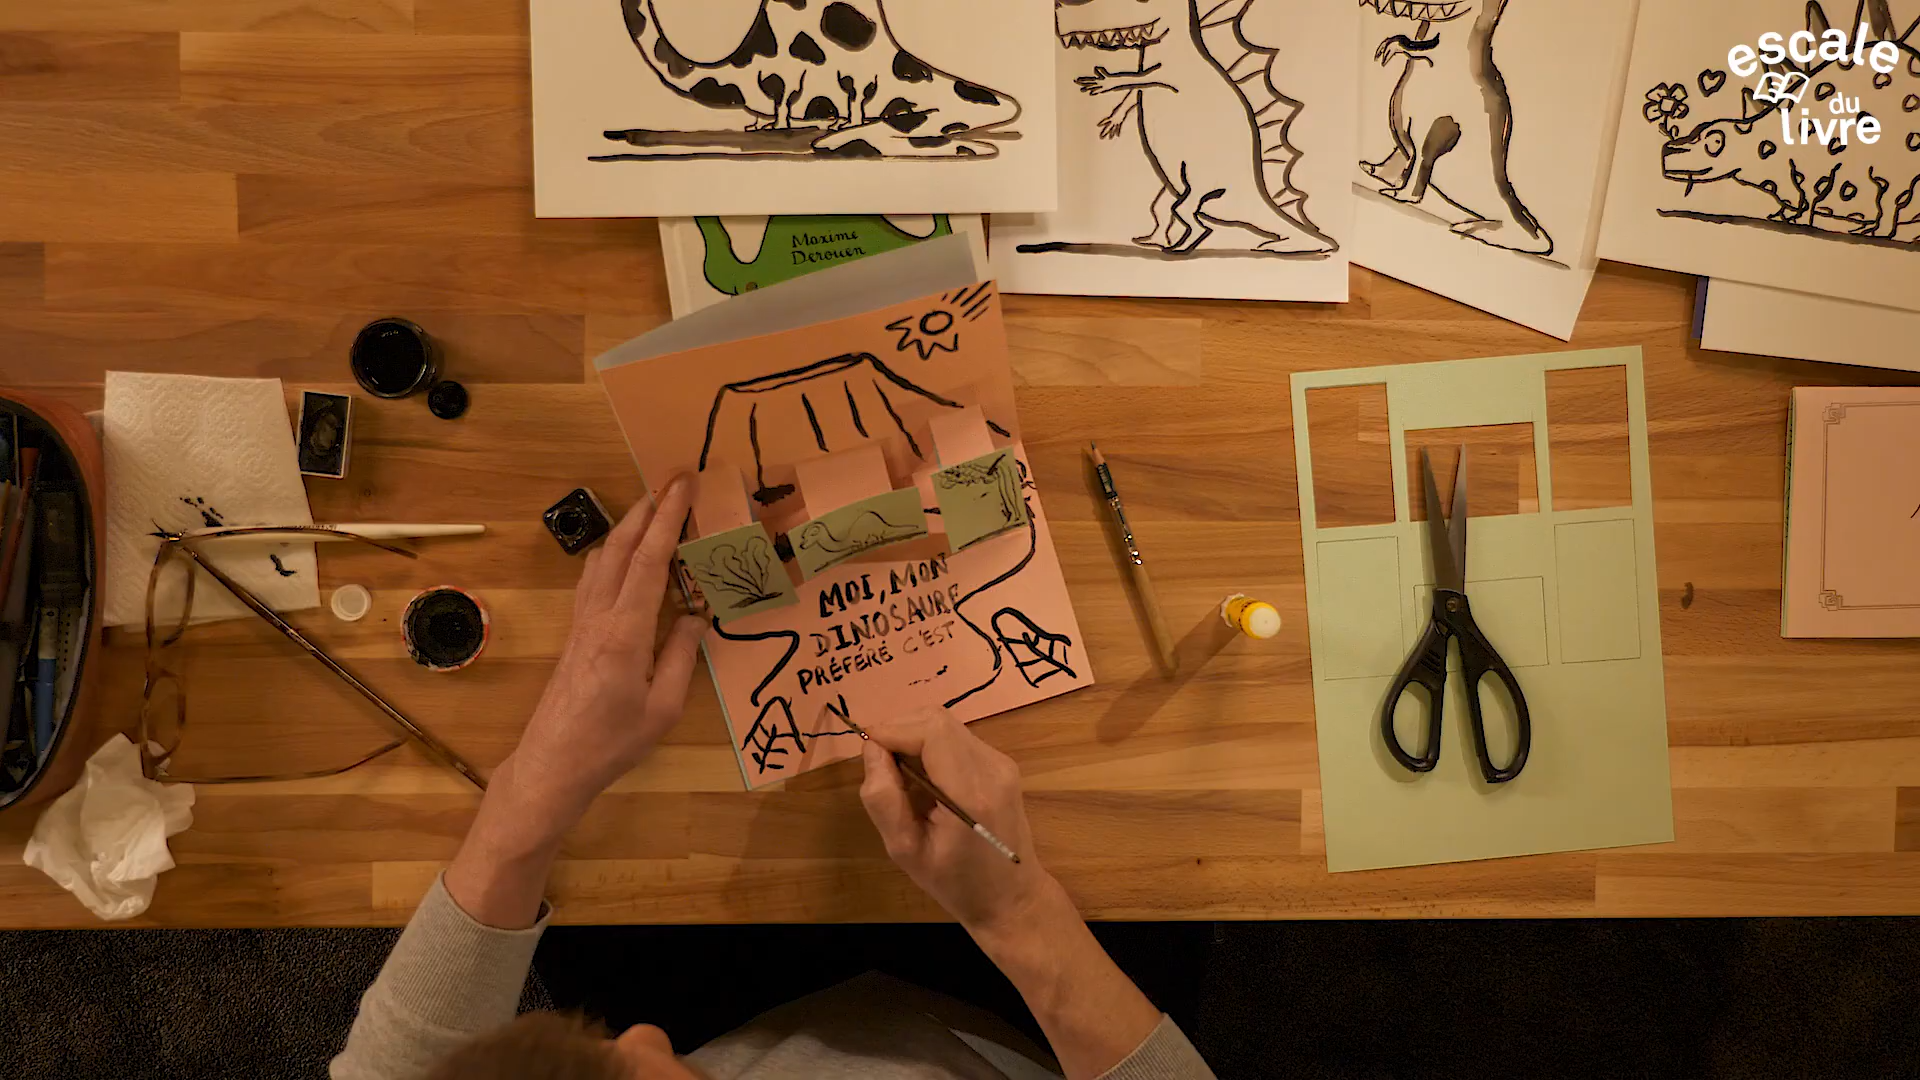 escale
du
livre
Maxime
Derouen
MOI, MON
DINOSAURE
PRÉFÉRÉ C'EST